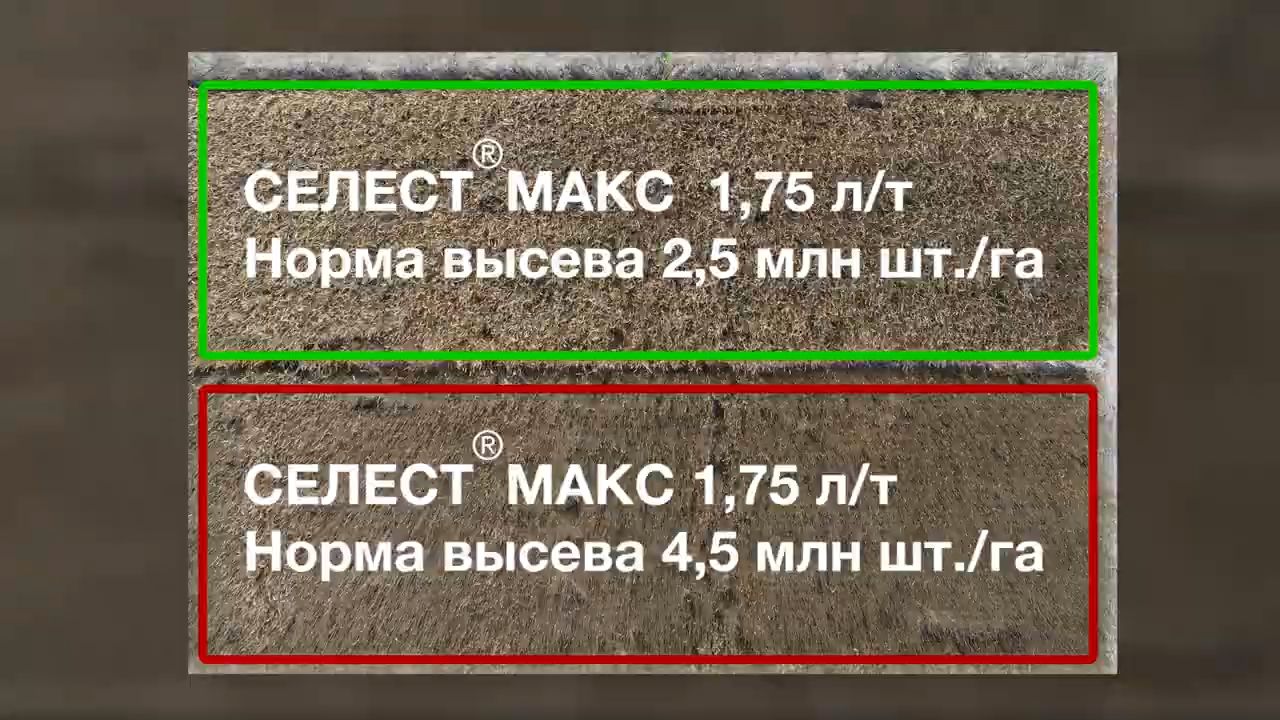 СЕЛЕСТ® МАКС 1,75 л/т
Норма высева 2,5 млн шт./га
СЕЛЕСТ® МАКС 1,75 л/т
Норма высева 4,5 млн шт./га